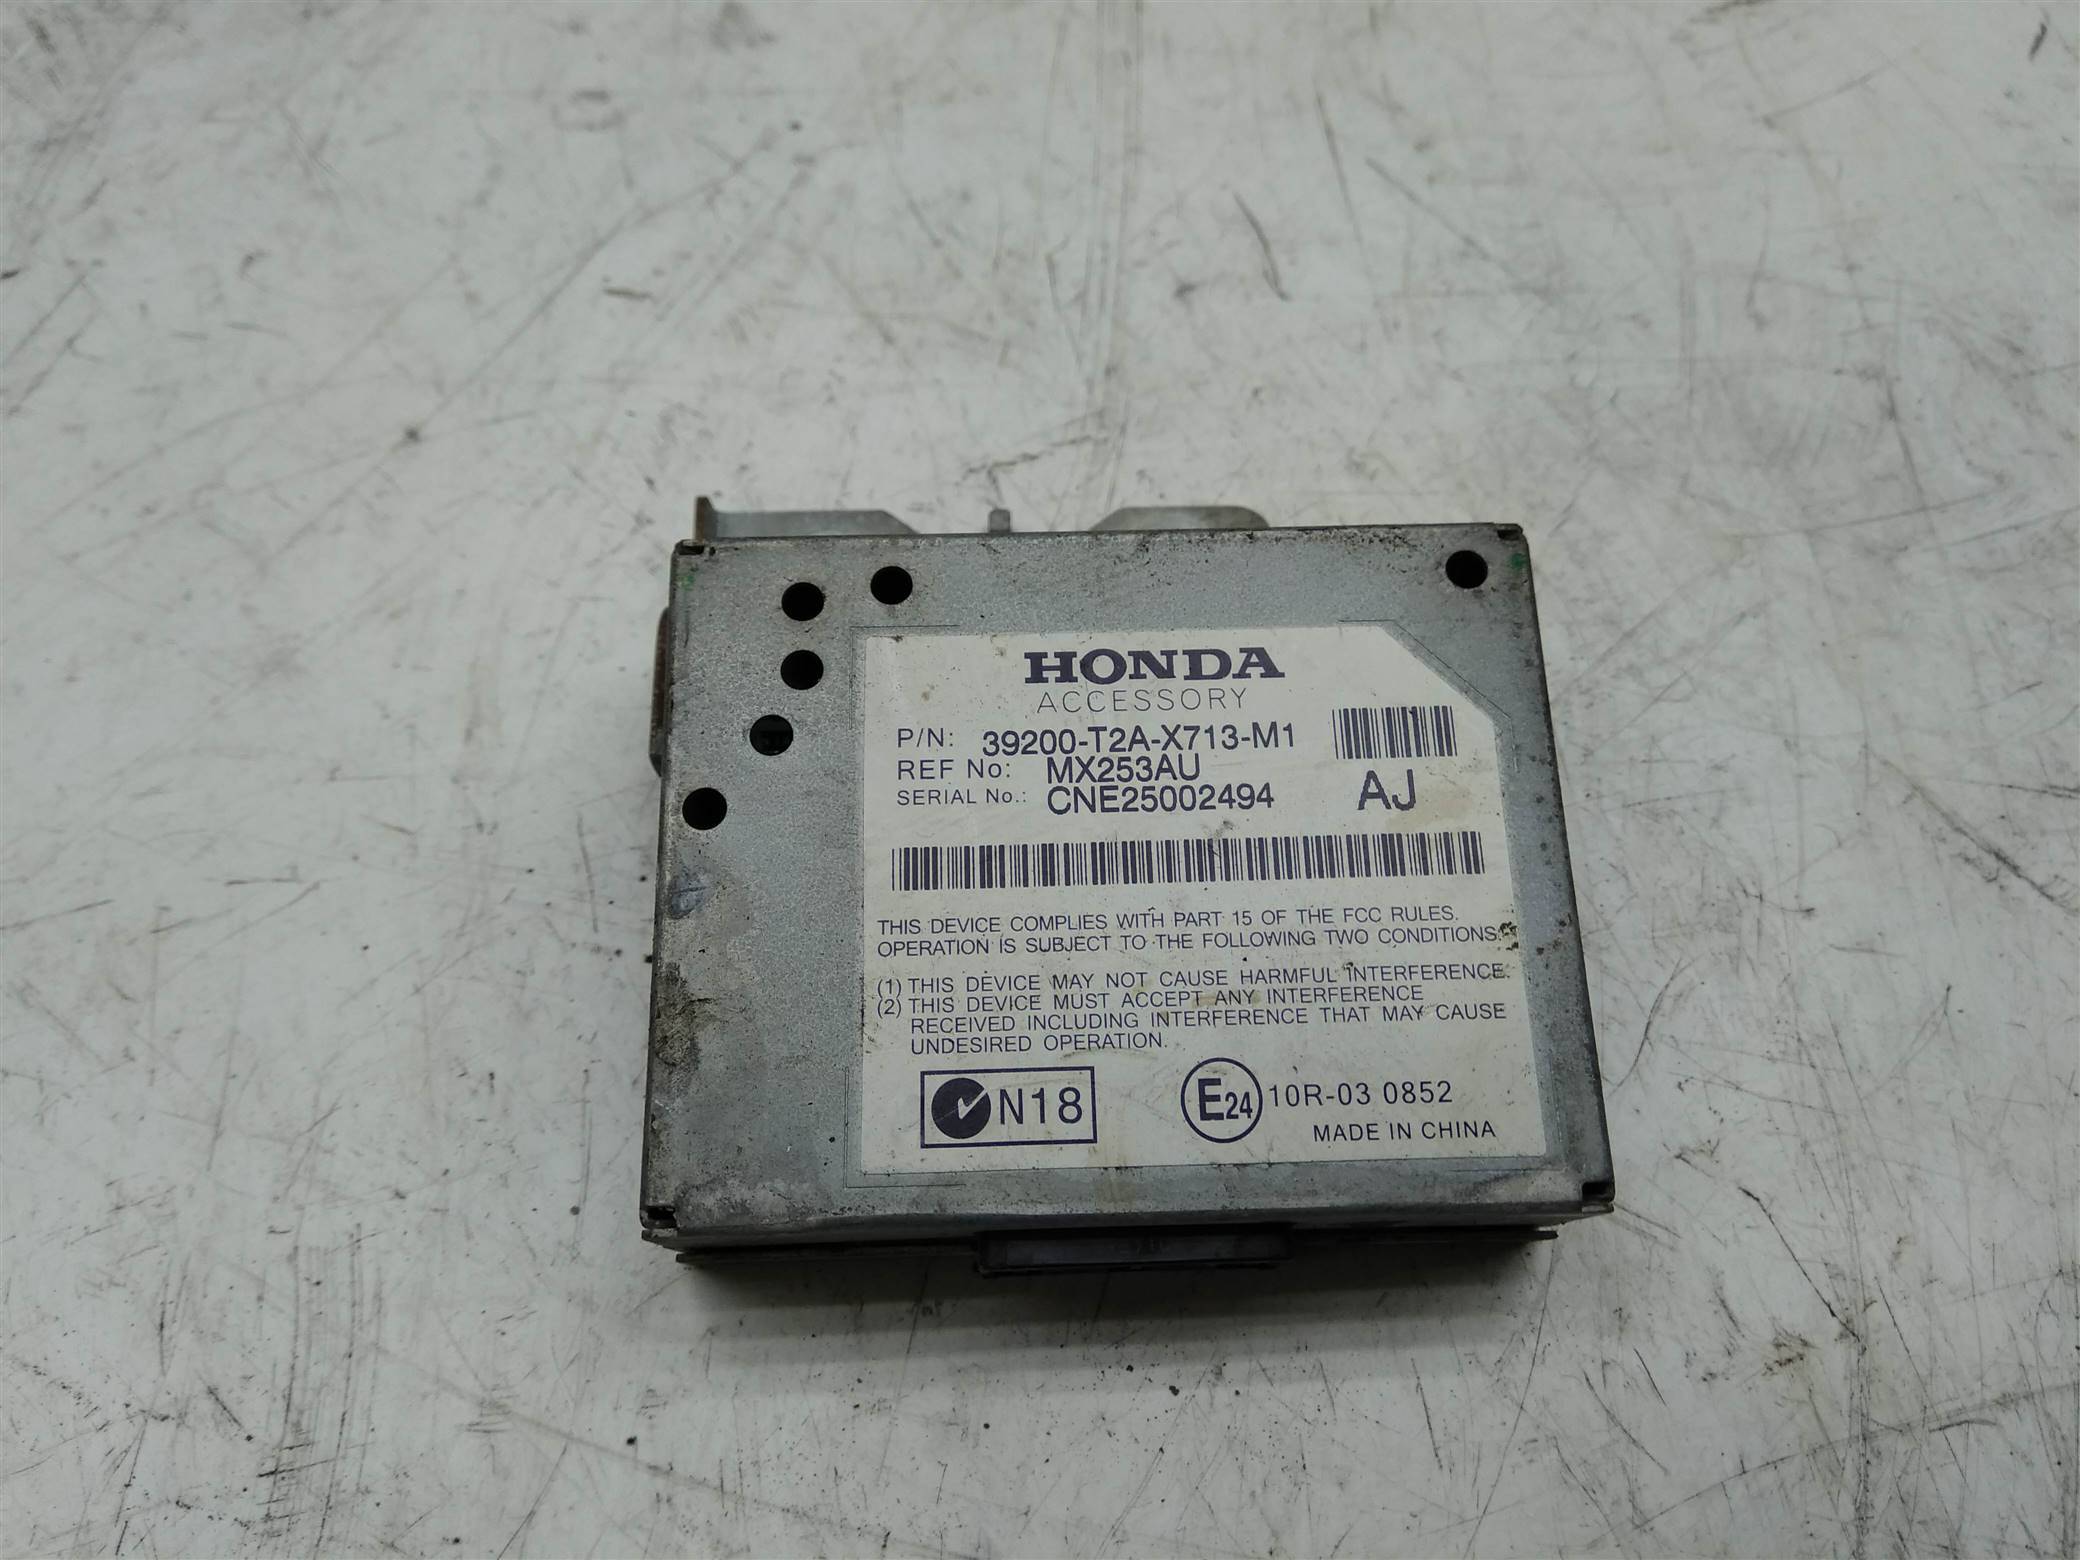 HONDA
ACCESSORY
P/N: 39200-T2A-X713-M1
REF No: MX253AU
SERIAL No.: CNE25002494
1
AJ
THIS DEVICE COMPLIES WITH PART 15 OF THE FCC RULES.
OPERATION IS SUBJECT TO THE FOLLOWING TWO CONDITIONS.
(1) THIS DEVICE MAY NOT CAUSE HARMFUL INTERFERENCE.
(2) THIS DEVICE MUST ACCEPT ANY INTERFERENCE
RECEIVED INCLUDING INTERFERENCE THAT MAY CAUSE
UNDESIRED OPERATION.
N18
E24 10R-03 0852
MADE IN CHINA